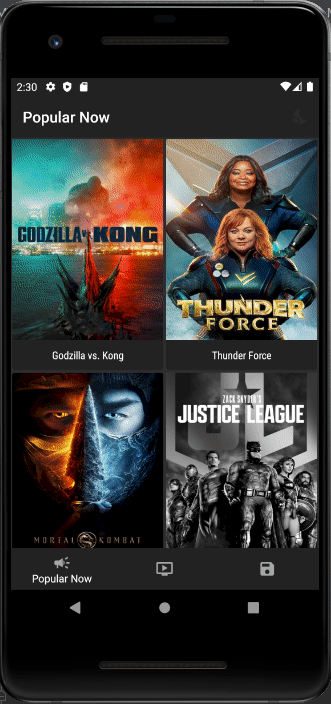 2:30
Popular Now
GODZILLA VS. KONG
THUNDER
FORCE
Godzilla vs. Kong
Thunder Force
MORTAL KOMBAT
ZACK SNYDER'S
JUSTICE LEAGUE
Popular Now